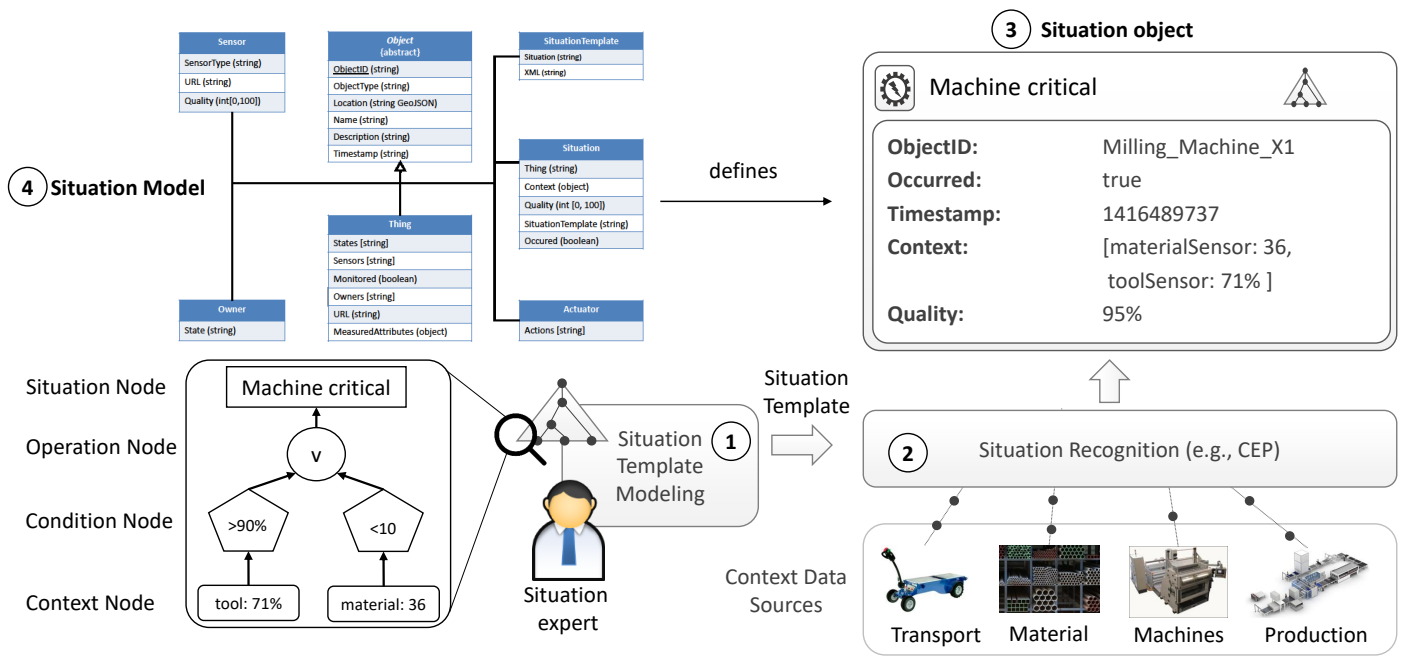 Sensor
SensorType (string)
URL (string)
Quality (int[0,100])
Object
(abstract)
ObjectID (string)
ObjectType (string)
Location (string GeoJSON)
Name (string)
Description (string)
Timestamp (string)
SituationTemplate
Situation (string)
XML (string)
Situation
Thing (string)
Context (object)
Quality (int [0, 100])
SituationTemplate (string)
Occured (boolean)
4 Situation Model
Thing
States [string]
Sensors [string]
Monitored (boolean)
Owners [string]
URL (string)
MeasuredAttributes (object)
Owner
State (string)
Actuator
Actions [string]
defines
3 Situation object
Machine critical
ObjectID: Milling_Machine_X1
Occurred: true
Timestamp: 1416489737
Context: [materialSensor: 36,
toolSensor: 71% ]
Quality: 95%
Situation Node
Machine critical
Operation Node
v
Condition Node
>90%
<10
Context Node
tool: 71%
material: 36
Situation
Template
Modeling
1
Situation
expert
Situation
Template
2
Situation Recognition (e.g., CEP)
Context Data
Sources
Transport
Material
Machines
Production